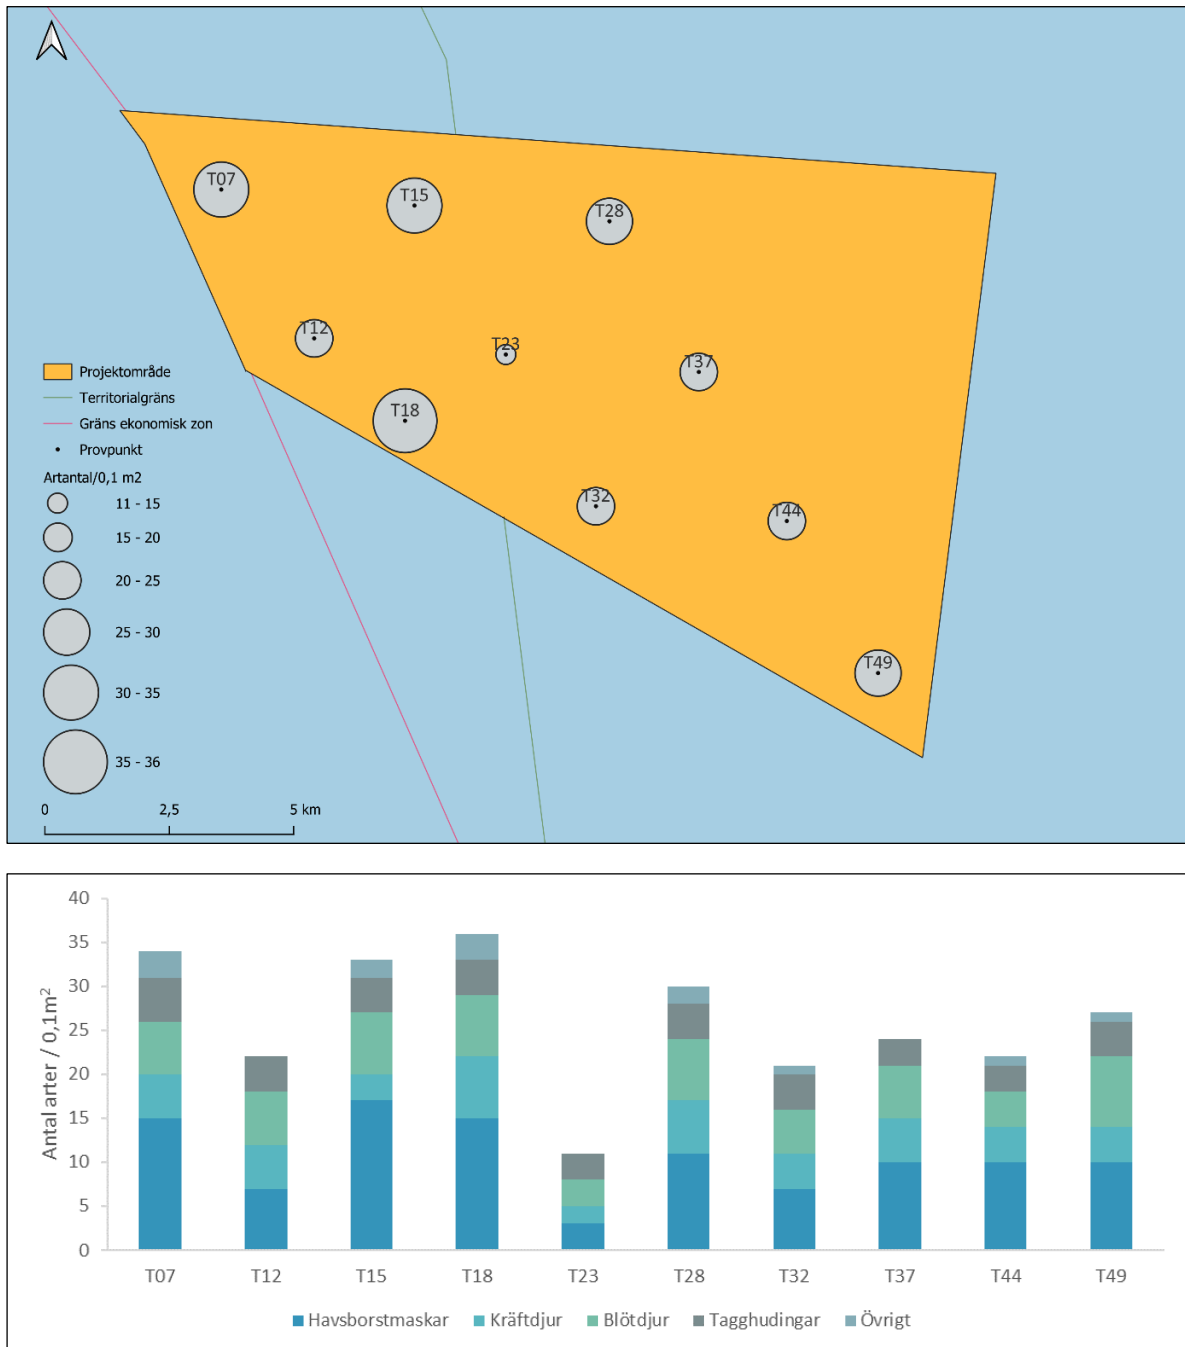 T07
T15
T28
T12
T23
T37
T18
T32
T44
T49
Projektområde
Territorialgräns
Gräns ekonomisk zon
Provpunkt
Artantal/0,1 m2
11 - 15
15 - 20
20 - 25
25 - 30
30 - 35
35 - 36
0 2,5 5 km
Antal arter / 0,1m²
40
35
30
25
20
15
10
5
0
T07 T12 T15 T18 T23 T28 T32 T37 T44 T49
Havsborstmaskar Kräftdjur Blötdjur Tagghudingar Övrigt